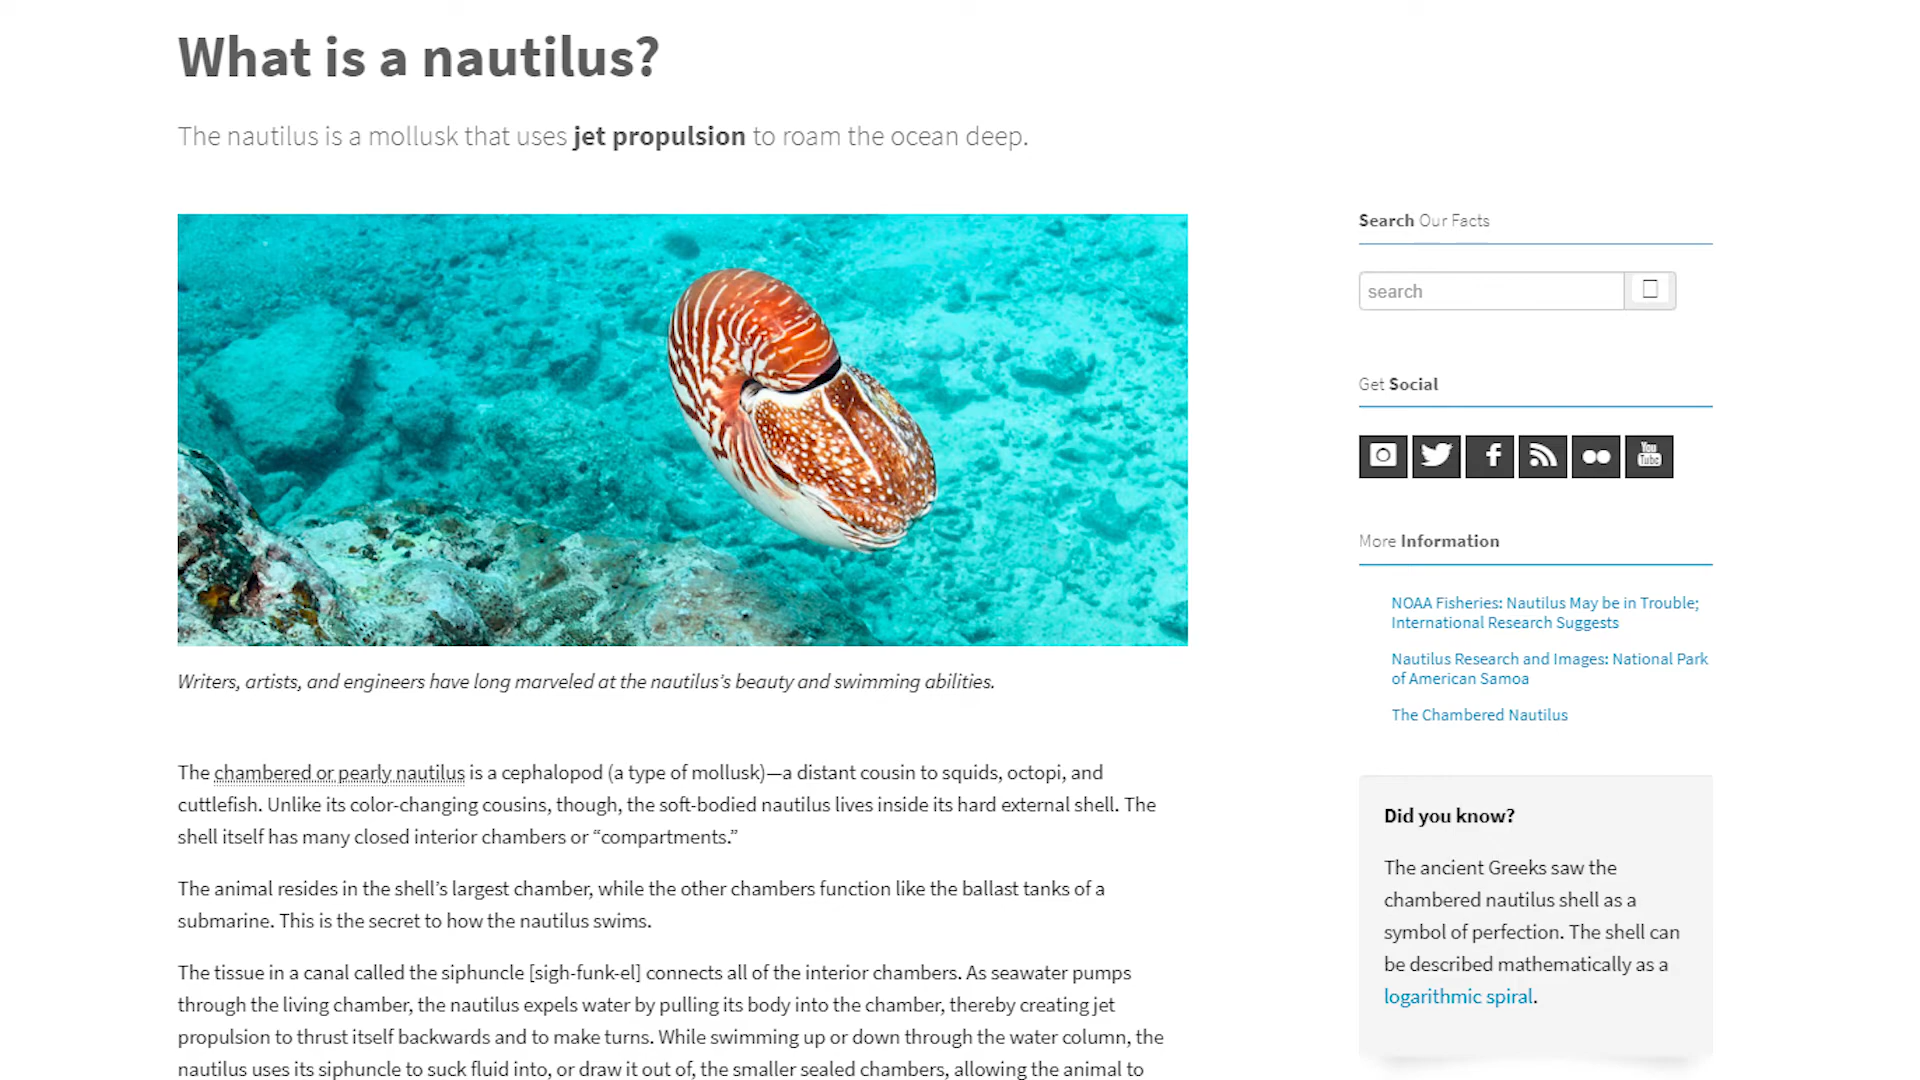 What is a nautilus?
The nautilus is a mollusk that uses jet propulsion to roam the ocean deep.
Writers, artists, and engineers have long marveled at the nautilus’s beauty and swimming abilities.
The chambered or pearly nautilus is a cephalopod (a type of mollusk)—a distant cousin to squids, octopi, and
cuttlefish. Unlike its color-changing cousins, though, the soft-bodied nautilus lives inside its hard external shell. The
shell itself has many closed interior chambers or “compartments.”
The animal resides in the shell’s largest chamber, while the other chambers function like the ballast tanks of a
submarine. This is the secret to how the nautilus swims.
The tissue in a canal called the siphuncle [sigh-funk-el] connects all of the interior chambers. As seawater pumps
through the living chamber, the nautilus expels water by pulling its body into the chamber, thereby creating jet
propulsion to thrust itself backwards and to make turns. While swimming up or down through the water column, the
nautilus uses its siphuncle to suck fluid into, or draw it out of, the smaller sealed chambers, allowing the animal to
Search Our Facts
search
Get Social
You
Tube
More Information
NOAA Fisheries: Nautilus May be in Trouble;
International Research Suggests
Nautilus Research and Images: National Park
of American Samoa
The Chambered Nautilus
Did you know?
The ancient Greeks saw the
chambered nautilus shell as a
symbol of perfection. The shell can
be described mathematically as a
logarithmic spiral.